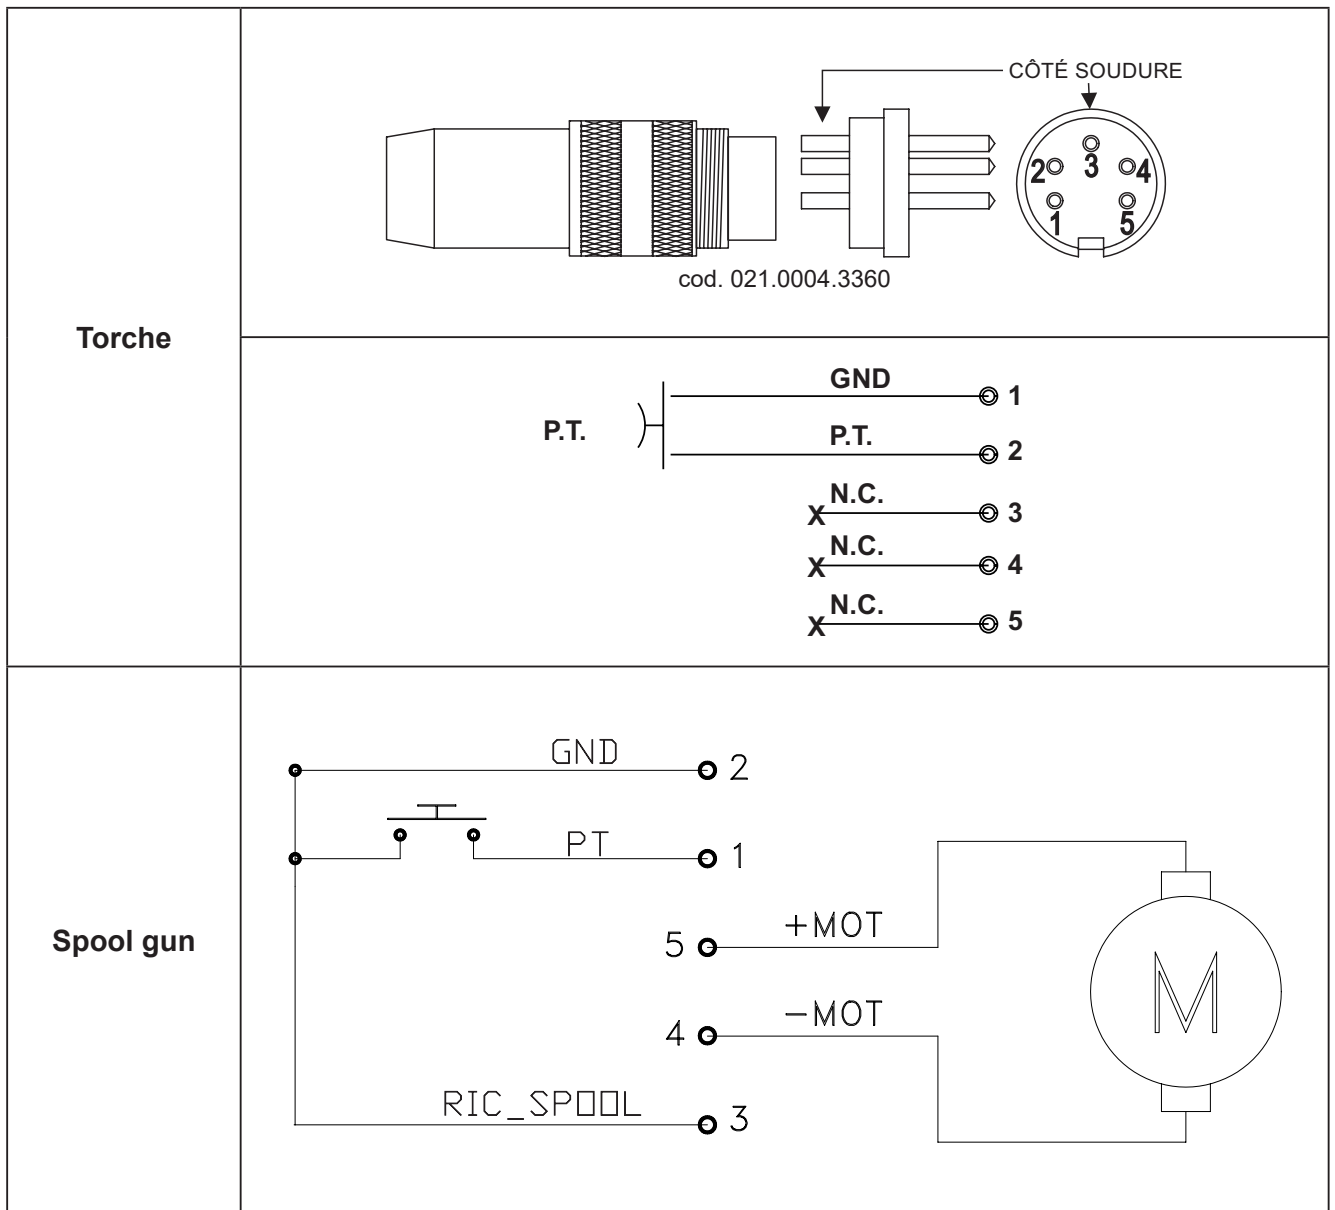 CÔTÉ SOUDURE
3
2
4
1
5
cod. 021.0004.3360
Torche
GND
1
P.T.
P.T.
2
N.C.
X
3
N.C.
X
4
N.C.
X
5
GND
2
PT
1
Spool gun
5
+MOT
M
4
-MOT
RIC_SPOOL
3